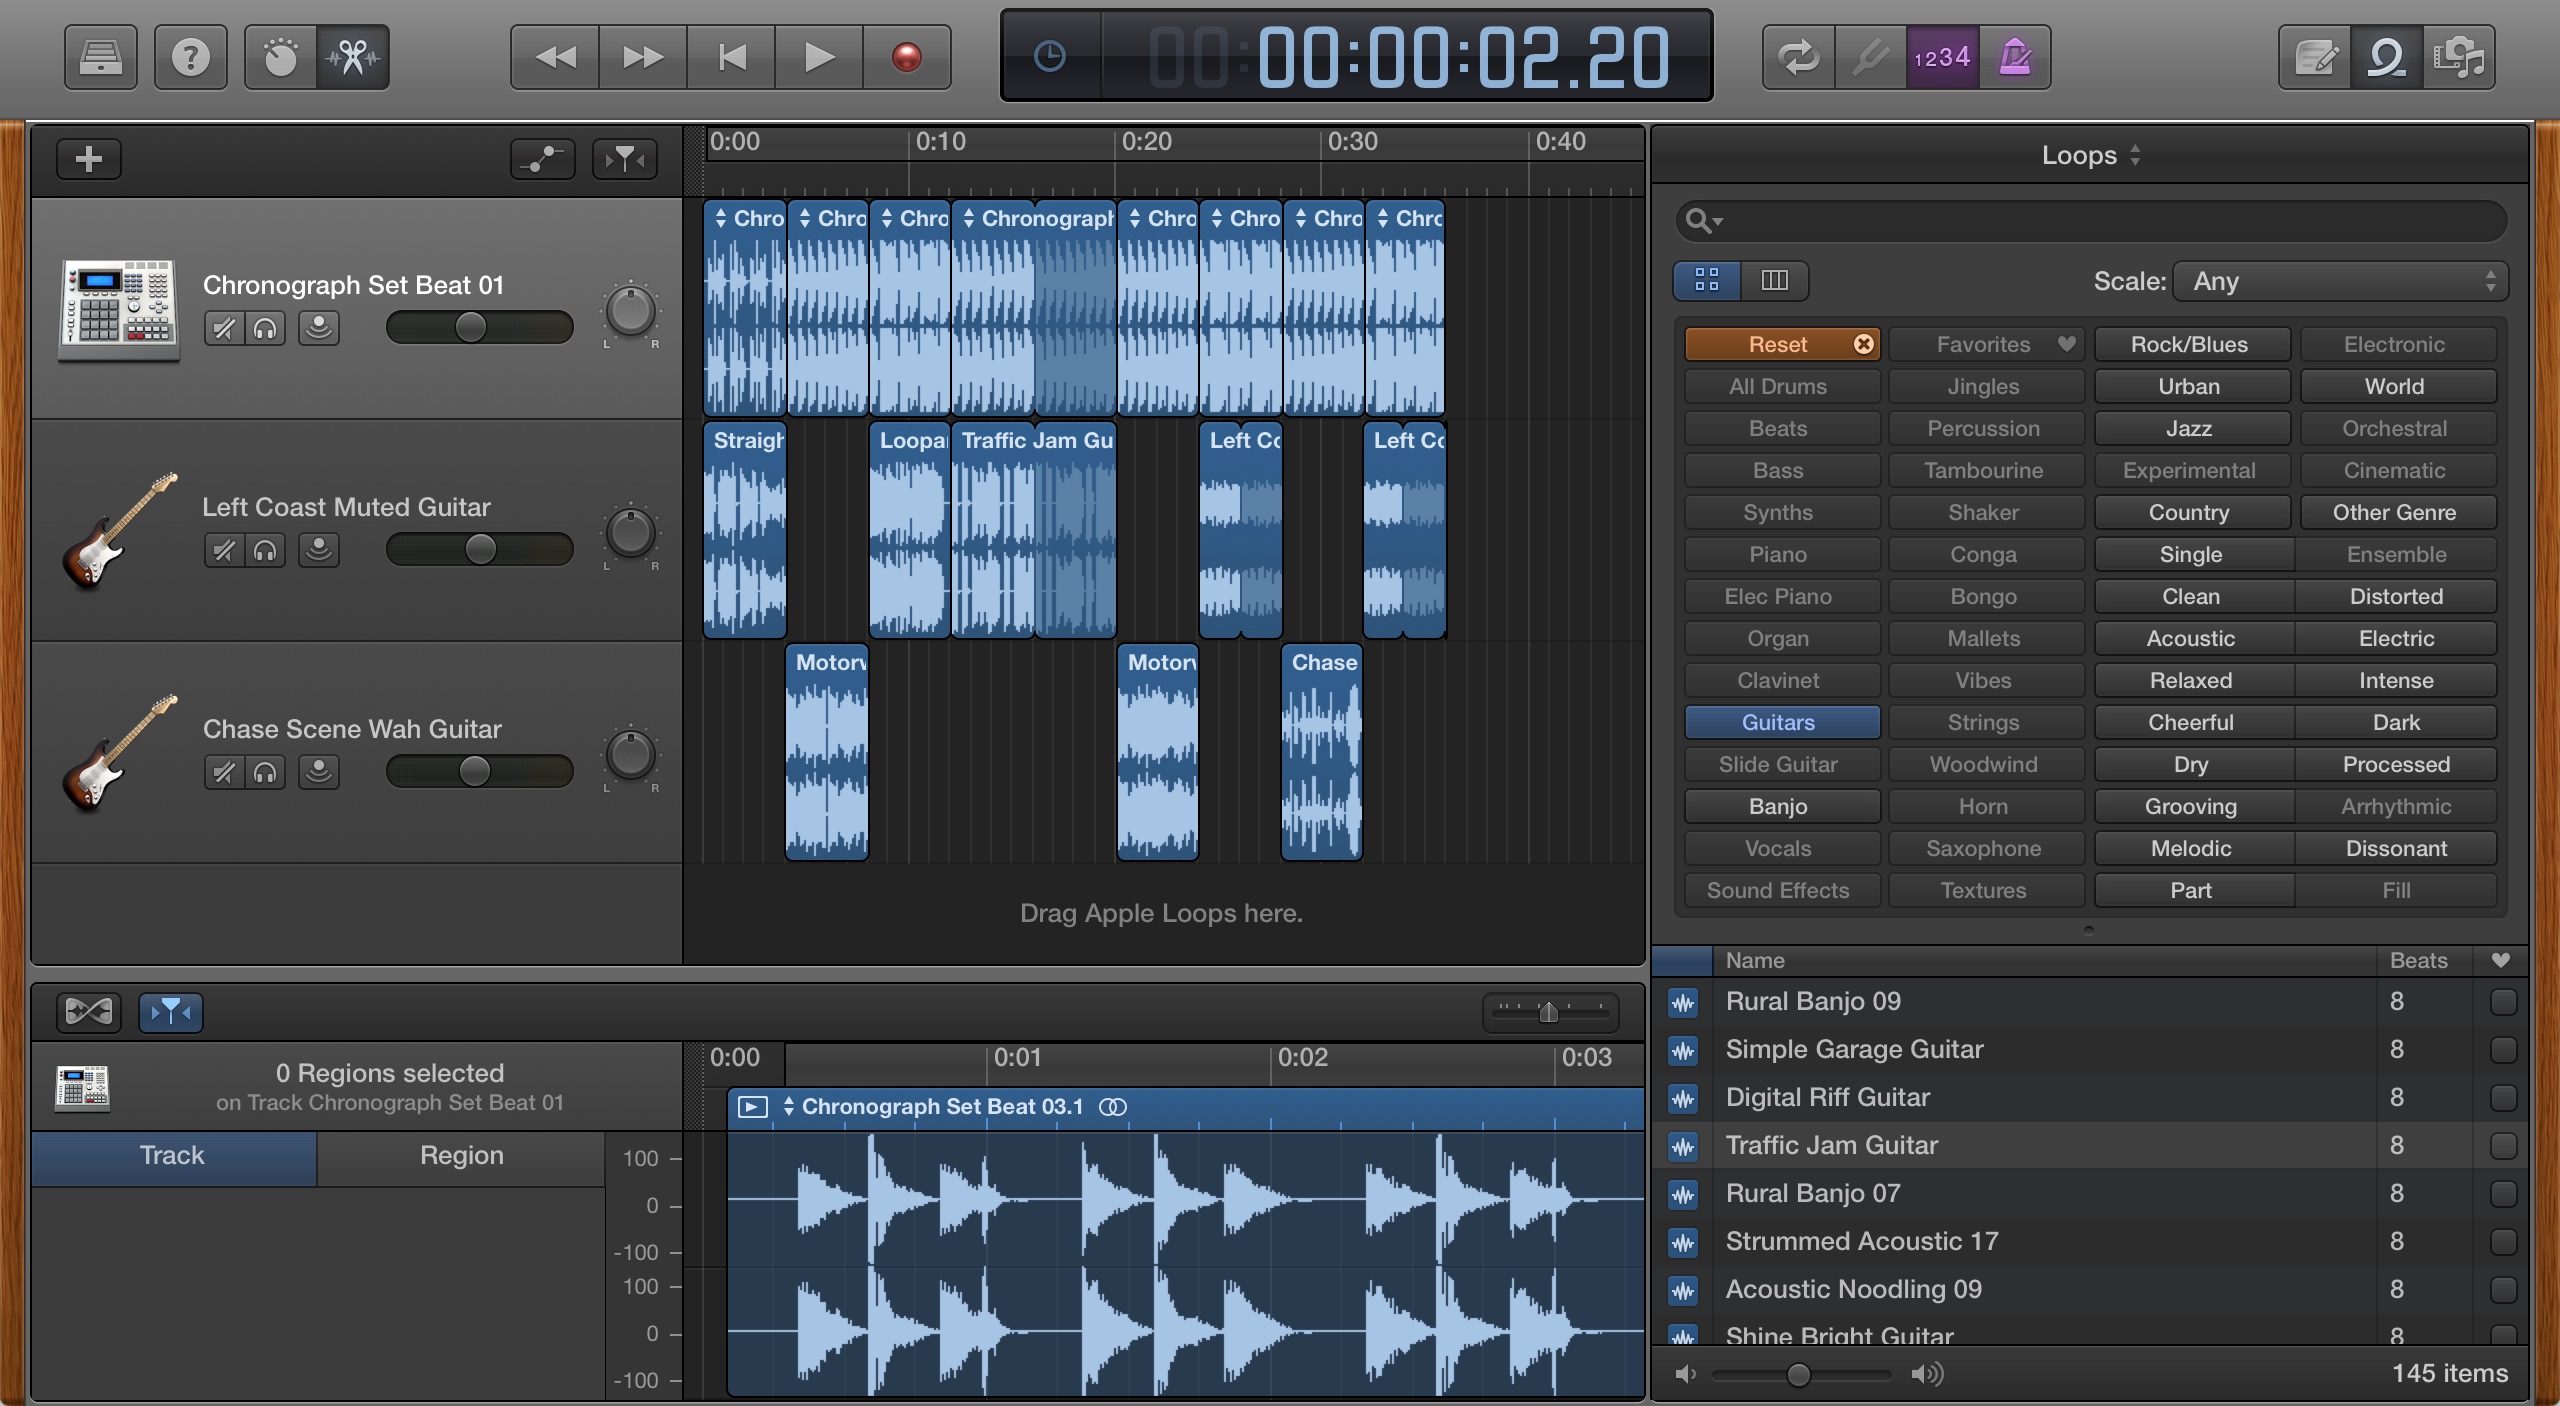 00:00:00:02.20
1234
0:00 0:10 0:20 0:30 0:40
Loops
Chro Chro Chro Chronograph Chro Chro Chro Chro
Chronograph Set Beat 01
L R
Scale: Any
Reset Favorites Rock/Blues Electronic
All Drums Jingles Urban World
Beats Percussion Jazz Orchestral
Straigh Loopa Traffic Jam Gu Left Co Left Co
Bass Tambourine Experimental Cinematic
Left Coast Muted Guitar
Synths Shaker Country Other Genre
L R
Piano Conga Single Ensemble
Elec Piano Bongo Clean Distorted
Organ Mallets Acoustic Electric
Motorw Motorw Chase
Clavinet Vibes Relaxed Intense
Chase Scene Wah Guitar
Guitars Strings Cheerful Dark
Slide Guitar Woodwind Dry Processed
L R
Banjo Horn Grooving Arrhythmic
Vocals Saxophone Melodic Dissonant
Sound Effects Textures Part Fill
Drag Apple Loops here.
Name Beats
Rural Banjo 09 8
Simple Garage Guitar 8
Digital Riff Guitar 8
Traffic Jam Guitar 8
Rural Banjo 07 8
Strummed Acoustic 17 8
Acoustic Noodling 09 8
Shine Bright Guitar 8
145 items
0:00 0:01 0:02 0:03
0 Regions selected
on Track Chronograph Set Beat 01
Chronograph Set Beat 03.1
Track Region
100
0
-100
100
0
-100